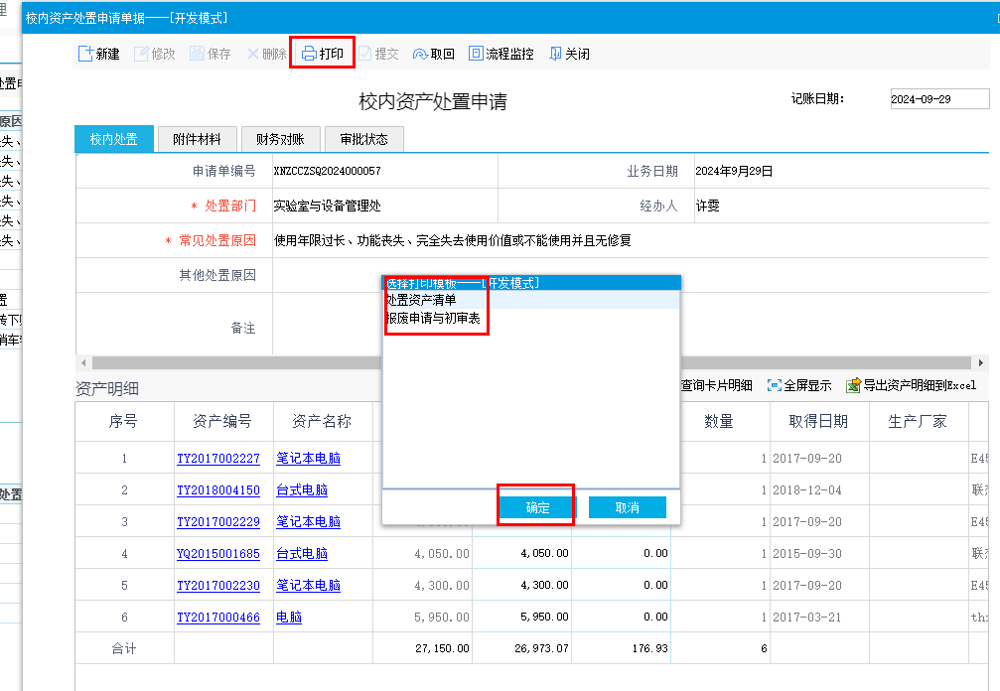 理
校内资产处置申请单据——[开发模式]
新建 修改 保存 删除 打印 提交 取回 流程监控 关闭
校内资产处置申请
记账日期： 2024-09-29
校内处置 附件材料 财务对账 审批状态
申请单编号 XNZCCZSQ2024000057 业务日期 2024年9月29日
* 处置部门 实验室与设备管理处 经办人 许雯
* 常见处置原因 使用年限过长、功能丧失、完全失去使用价值或不能使用并且无修复
其他处置原因
备注
选择打印模板——[开发模式]
处置资产清单
报废申请与初审表
确定 取消
资产明细
查询卡片明细 全屏显示 导出资产明细到Excel
序号 资产编号 资产名称 数量 取得日期 生产厂家
1 TY2017002227 笔记本电脑 1 2017-09-20 E45
2 TY2018004150 台式电脑 1 2018-12-04 联
3 TY2017002229 笔记本电脑 1 2017-09-20 E45
4 YQ2015001685 台式电脑 4,050.00 4,050.00 0.00 1 2015-09-30 联
5 TY2017002230 笔记本电脑 4,300.00 4,300.00 0.00 1 2017-09-20 E45
6 TY2017000466 电脑 5,950.00 5,950.00 0.00 1 2017-03-21 thi
合计 27,150.00 26,973.07 176.93 6